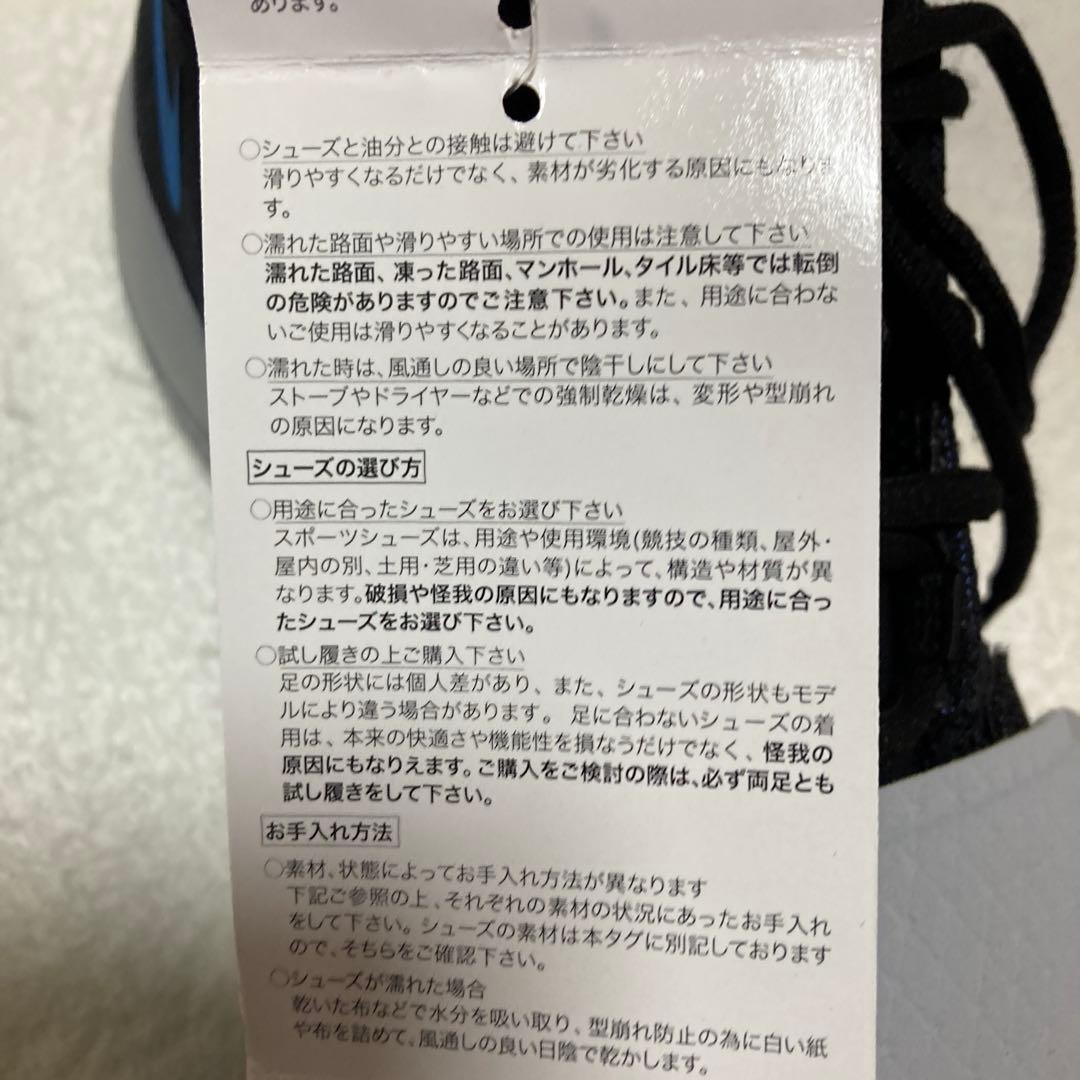 あります。
○シューズと油分との接触は避けて下さい
滑りやすくなるだけでなく、素材が劣化する原因にもなりま
す。
○濡れた路面や滑りやすい場所での使用は注意して下さい
濡れた路面、凍った路面、マンホール、タイル床等では転倒
の危険がありますのでご注意下さい。また、用途に合わな
いご使用は滑りやすくなることがあります。
○濡れた時は、風通しの良い場所で陰干しにして下さい
ストーブやドライヤーなどでの強制乾燥は、変形や型崩れ
の原因になります。
シューズの選び方
○用途に合ったシューズをお選び下さい
スポーツシューズは、用途や使用環境(競技の種類、屋外・
屋内の別、土用・芝用の違い等)によって、構造や材質が異
なります。破損や怪我の原因にもなりますので、用途に合っ
たシューズをお選び下さい。
○試し履きの上ご購入下さい
足の形状には個人差があり、また、シューズの形状もモデ
ルにより違う場合があります。足に合わないシューズの着
用は、本来の快適さや機能性を損なうだけでなく、怪我の
原因にもなりえます。ご購入をご検討の際は、必ず両足とも
試し履きをして下さい。
お手入れ方法
○素材、状態によってお手入れ方法が異なります
下記ご参照の上、それぞれの素材の状況にあったお手入れ
をして下さい。シューズの素材は本タグに別記しております
ので、そちらをご確認下さい。
○シューズが濡れた場合
乾いた布などで水分を吸い取り、型崩れ防止の為に白い紙
や布を詰めて、風通しの良い日陰で乾かします。